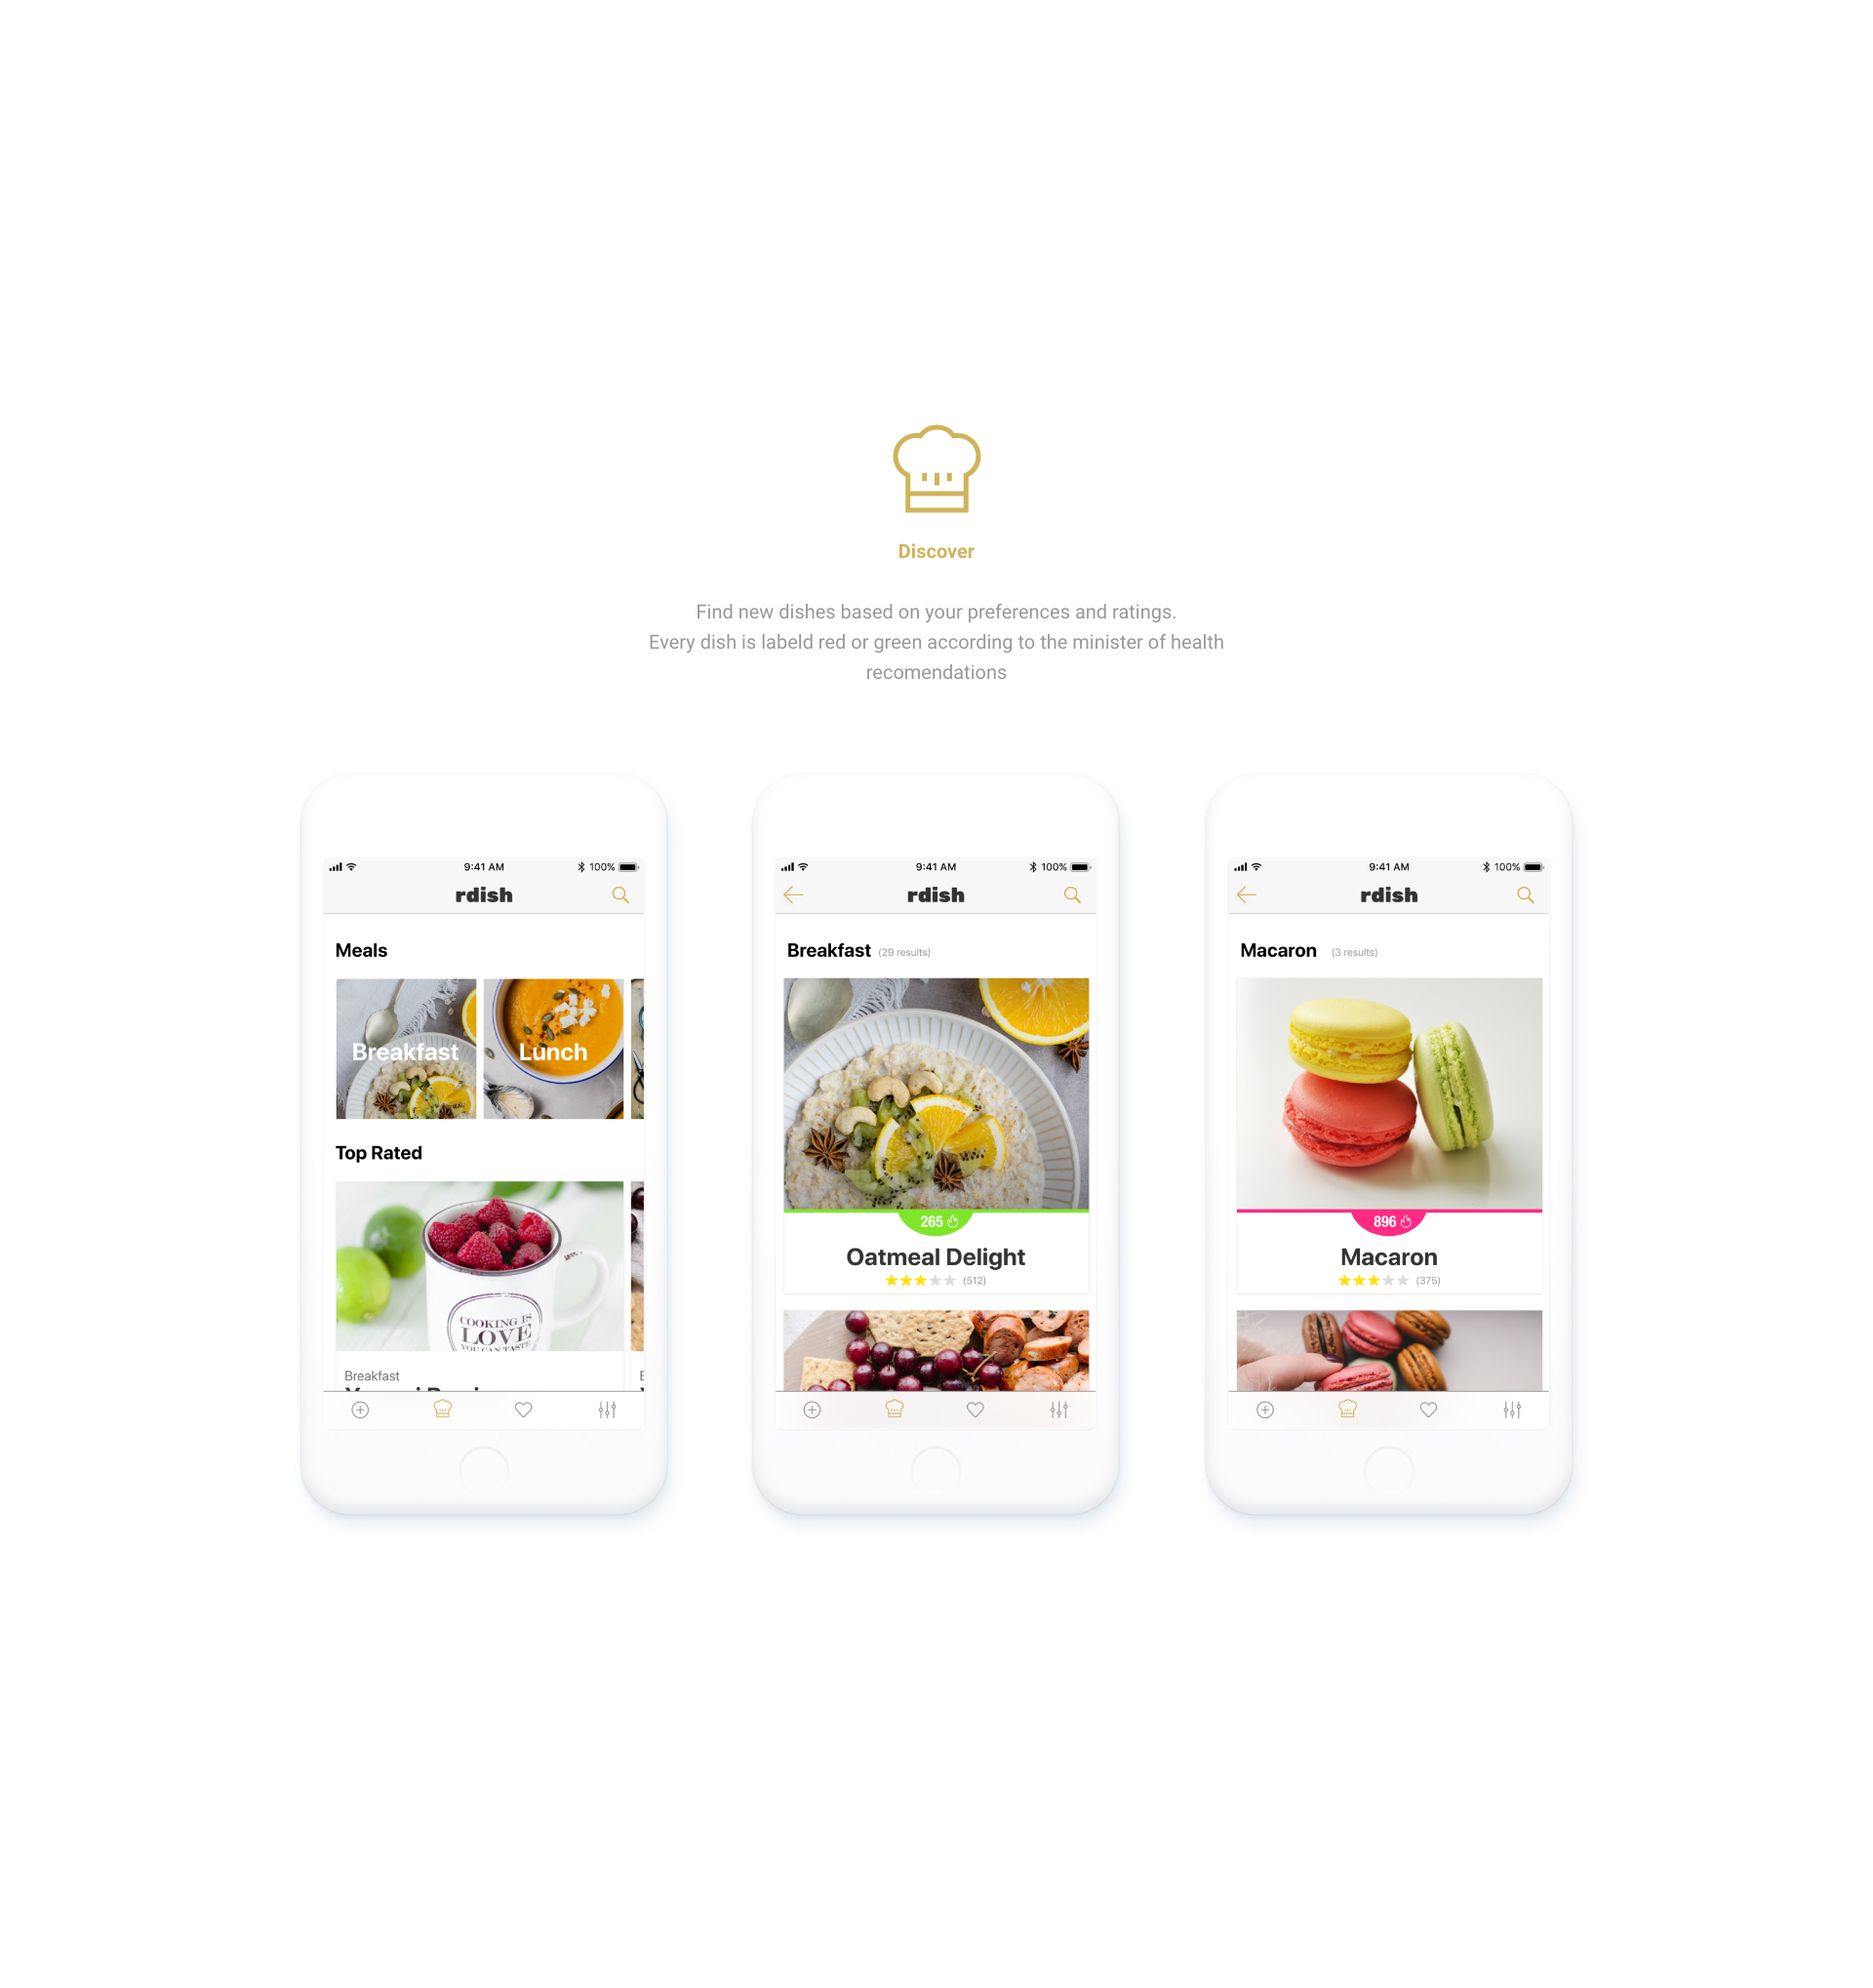 Discover
Find new dishes based on your preferences and ratings.
Every dish is labeld red or green according to the minister of health
recomendations
9:41 AM
100%
rdish
Meals
Breakfast
Lunch
Top Rated
COOKING IS
LOVE
YOU CAN TASTE
Breakfast
9:41 AM
100%
rdish
Breakfast (29 results)
265
Oatmeal Delight
(512)
9:41 AM
100%
rdish
Macaron (3 results)
896
Macaron
(375)